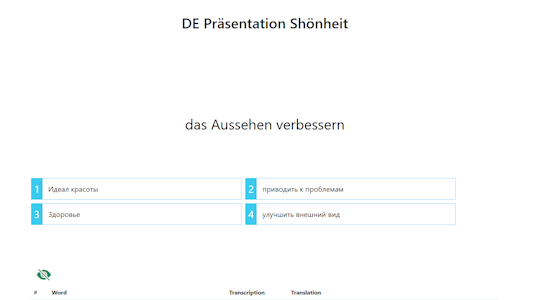 DE Präsentation Shönheit
das Aussehen verbessern
1 Идеал красоты
2 приводить к проблемам
3 Здоровье
4 улучшить внешний вид
# Word Transcription Translation